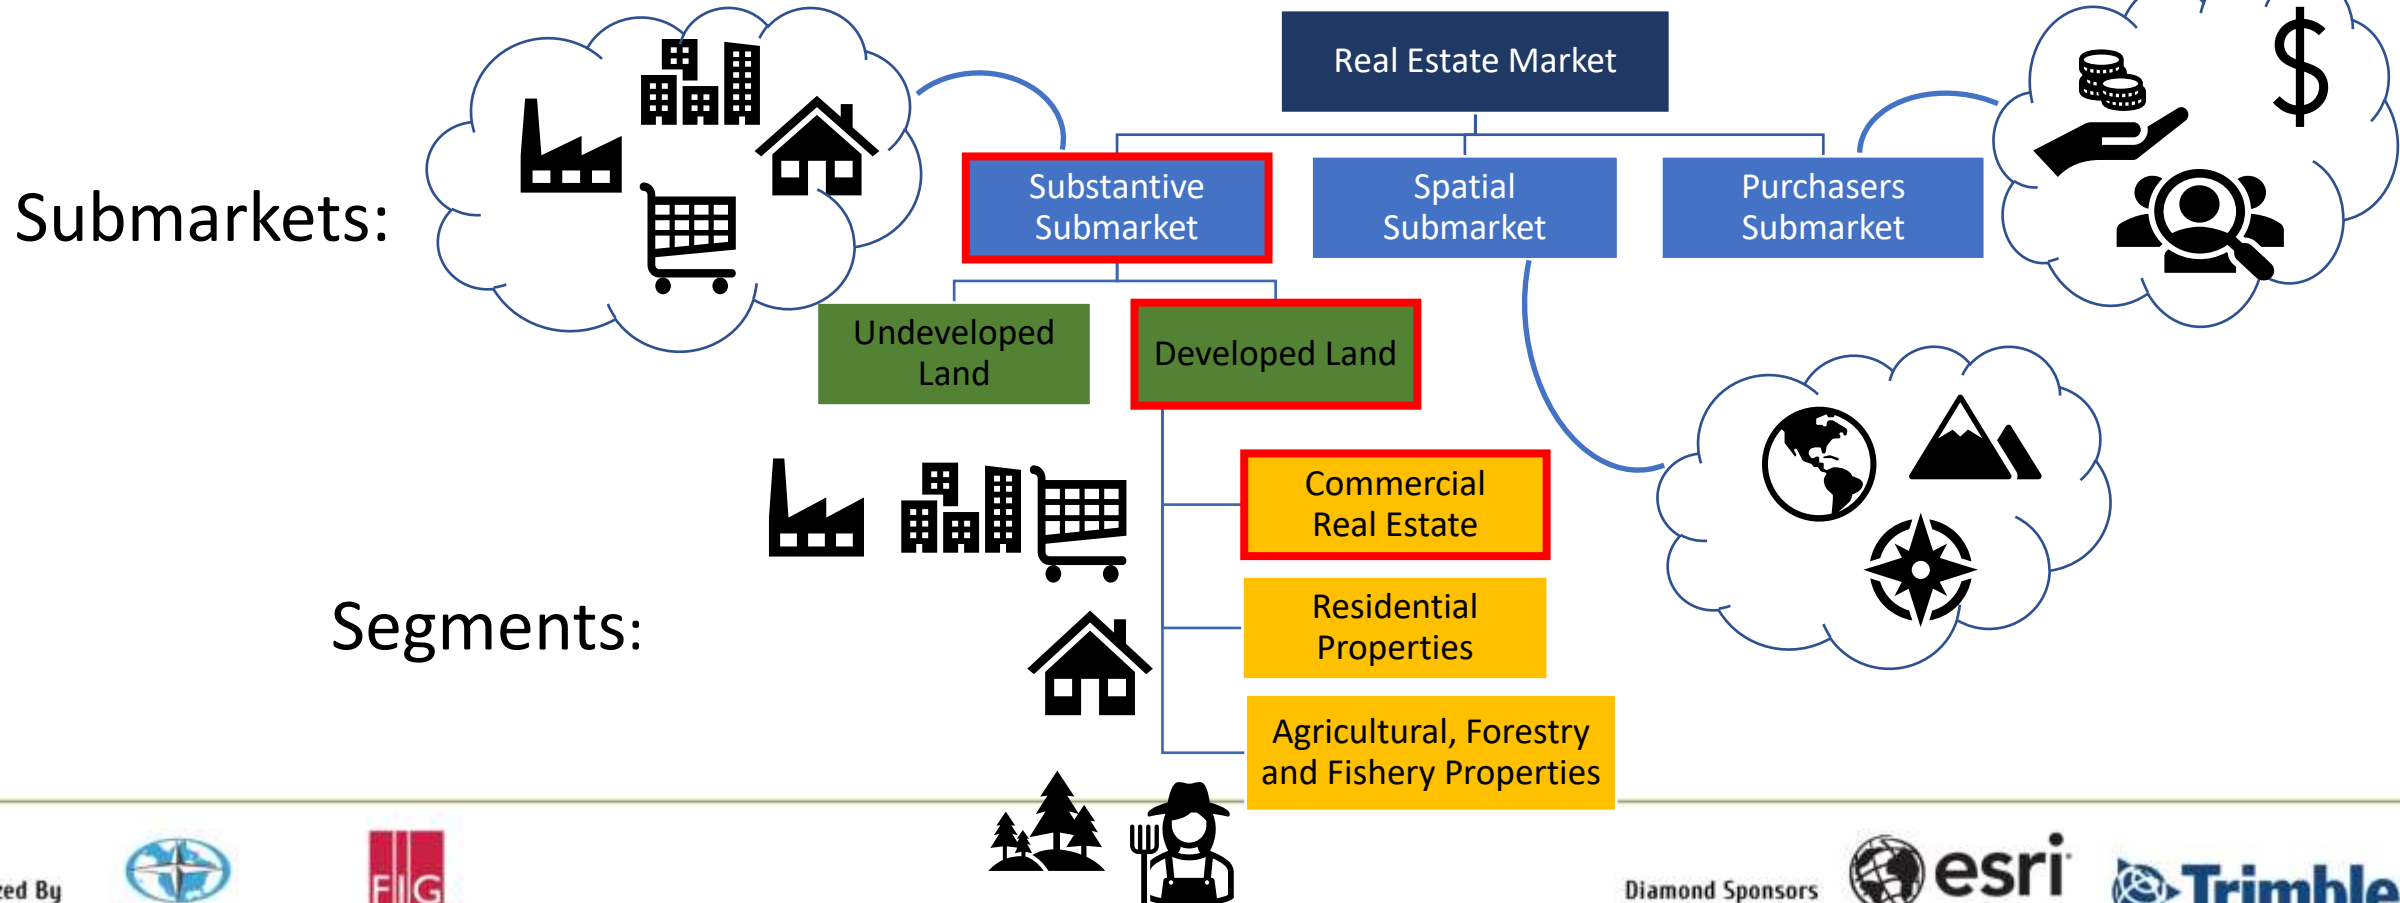 Real Estate Market
Submarkets:
Substantive
Submarket
Spatial
Submarket
Purchasers
Submarket
Undeveloped
Land
Developed Land
Commercial
Real Estate
Segments:
Residential
Properties
Agricultural, Forestry
and Fishery Properties
By
FIG
Diamond Sponsors
esri
Trimble